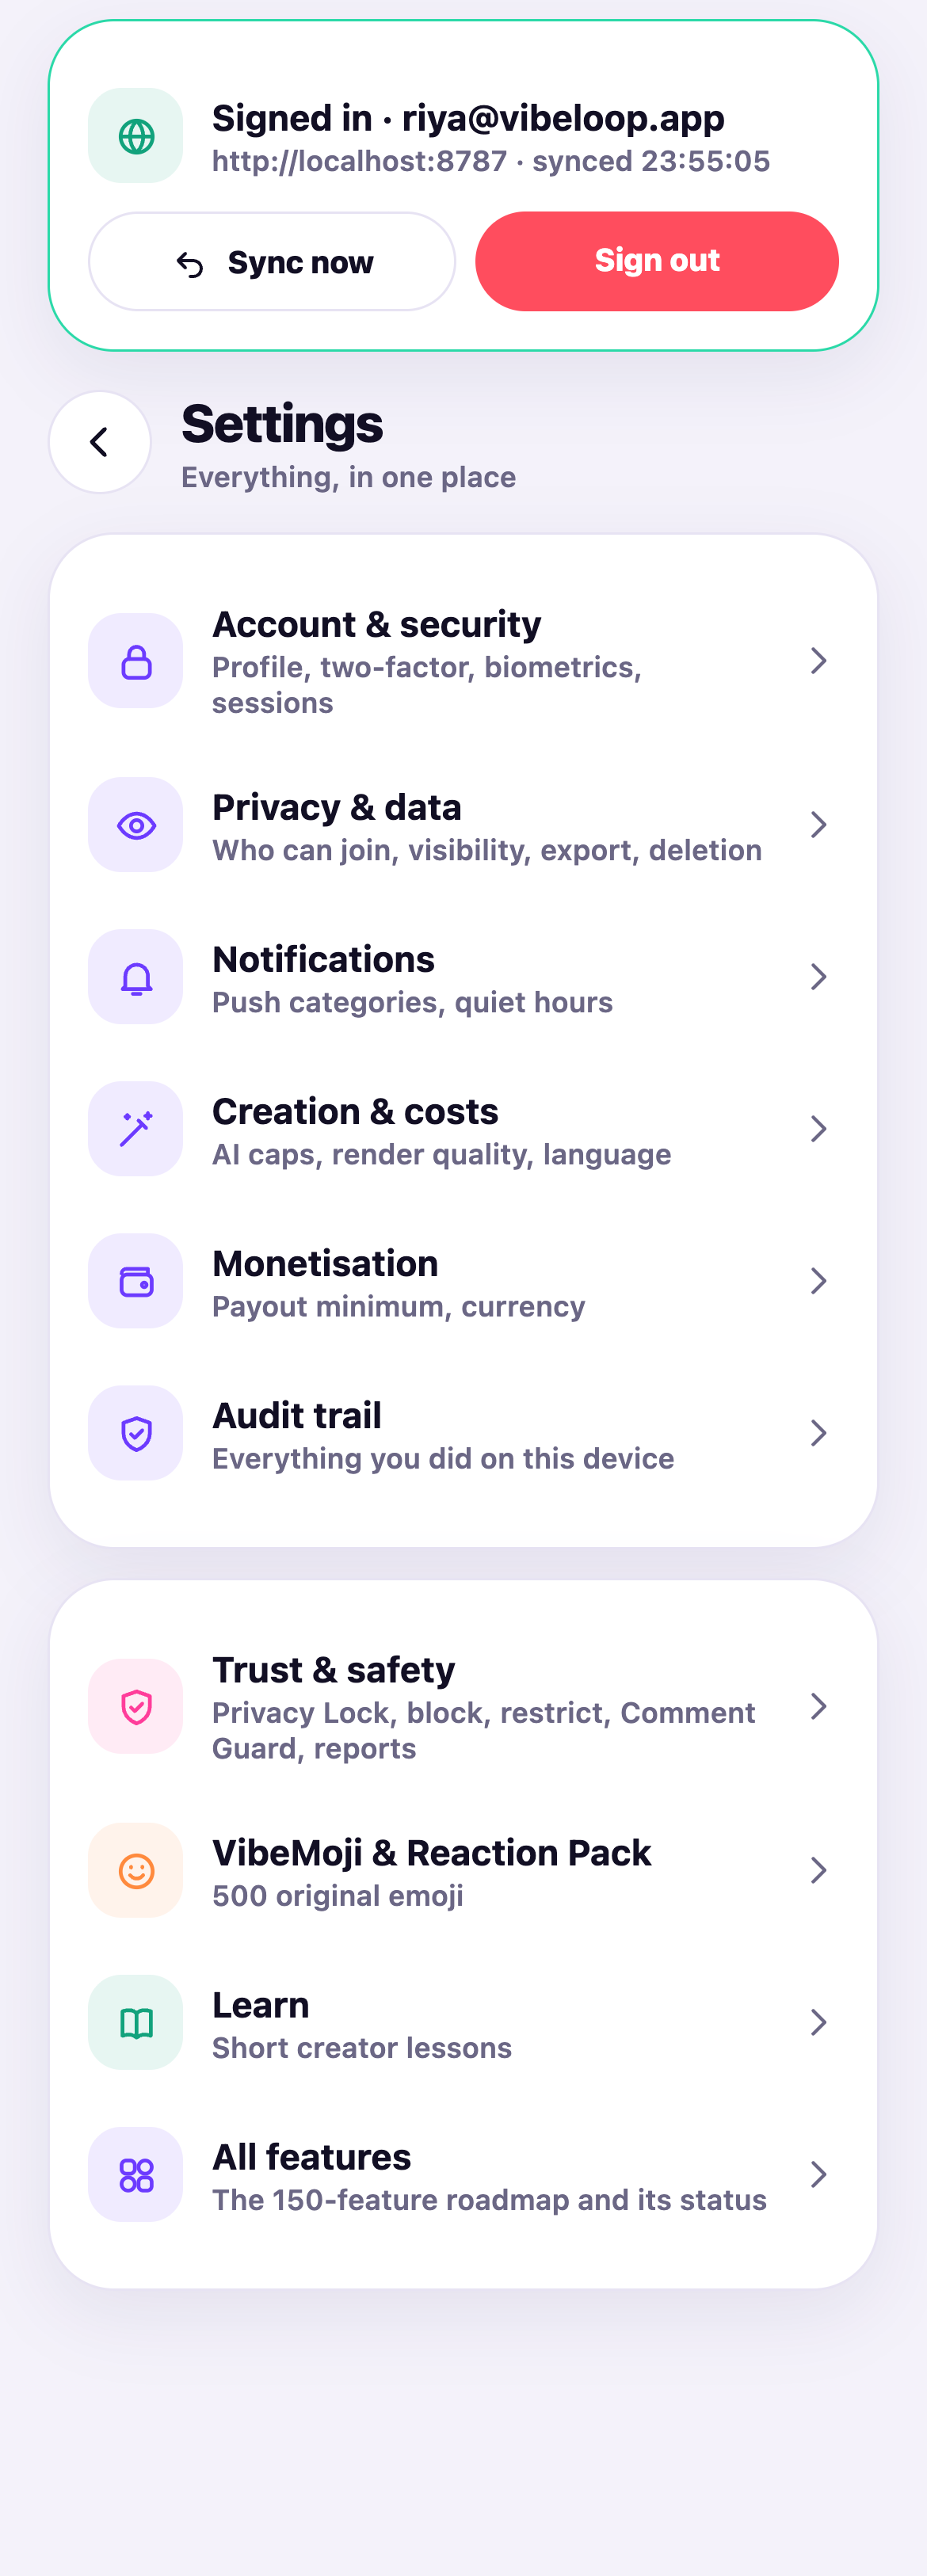 Signed in · riya@vibeloop.app
http://localhost:8787 · synced 23:55:05
Sync now
Sign out
Settings
Everything, in one place
Account & security
Profile, two-factor, biometrics,
sessions
Privacy & data
Who can join, visibility, export, deletion
Notifications
Push categories, quiet hours
Creation & costs
AI caps, render quality, language
Monetisation
Payout minimum, currency
Audit trail
Everything you did on this device
Trust & safety
Privacy Lock, block, restrict, Comment
Guard, reports
VibeMoji & Reaction Pack
500 original emoji
Learn
Short creator lessons
All features
The 150-feature roadmap and its status